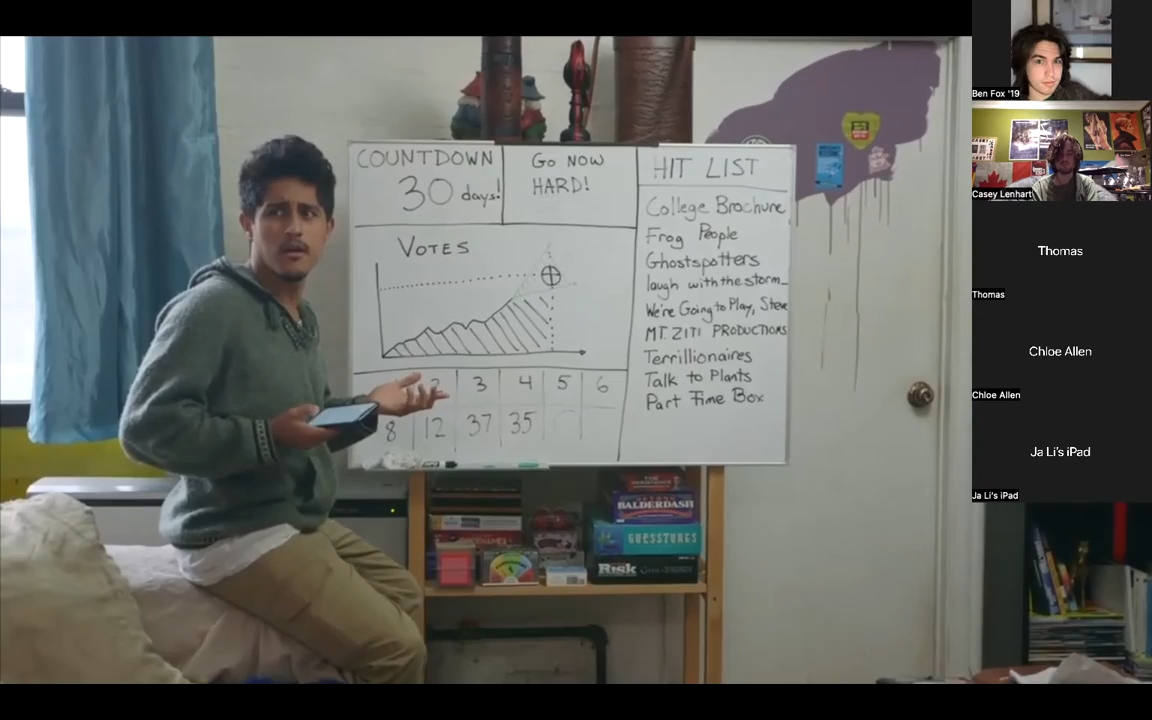 COUNTDOWN
30 days!
GO NOW
HARD!
HIT LIST
College Brochure
Frog People
Ghostspotters
laugh with the storm_
We're Going to Play, Steve
MT. ZITI PRODUCTIONS
Terrillionaires
Talk to Plants
Part Time Box
VOTES
2 3 4 5 6
8 12 37 35
BALDERDASH
GUESSTURES
Risk
Ben Fox '19
Casey Lenhart
Thomas
Thomas
Chloe Allen
Chloe Allen
Ja Li's iPad
Ja Li's iPad